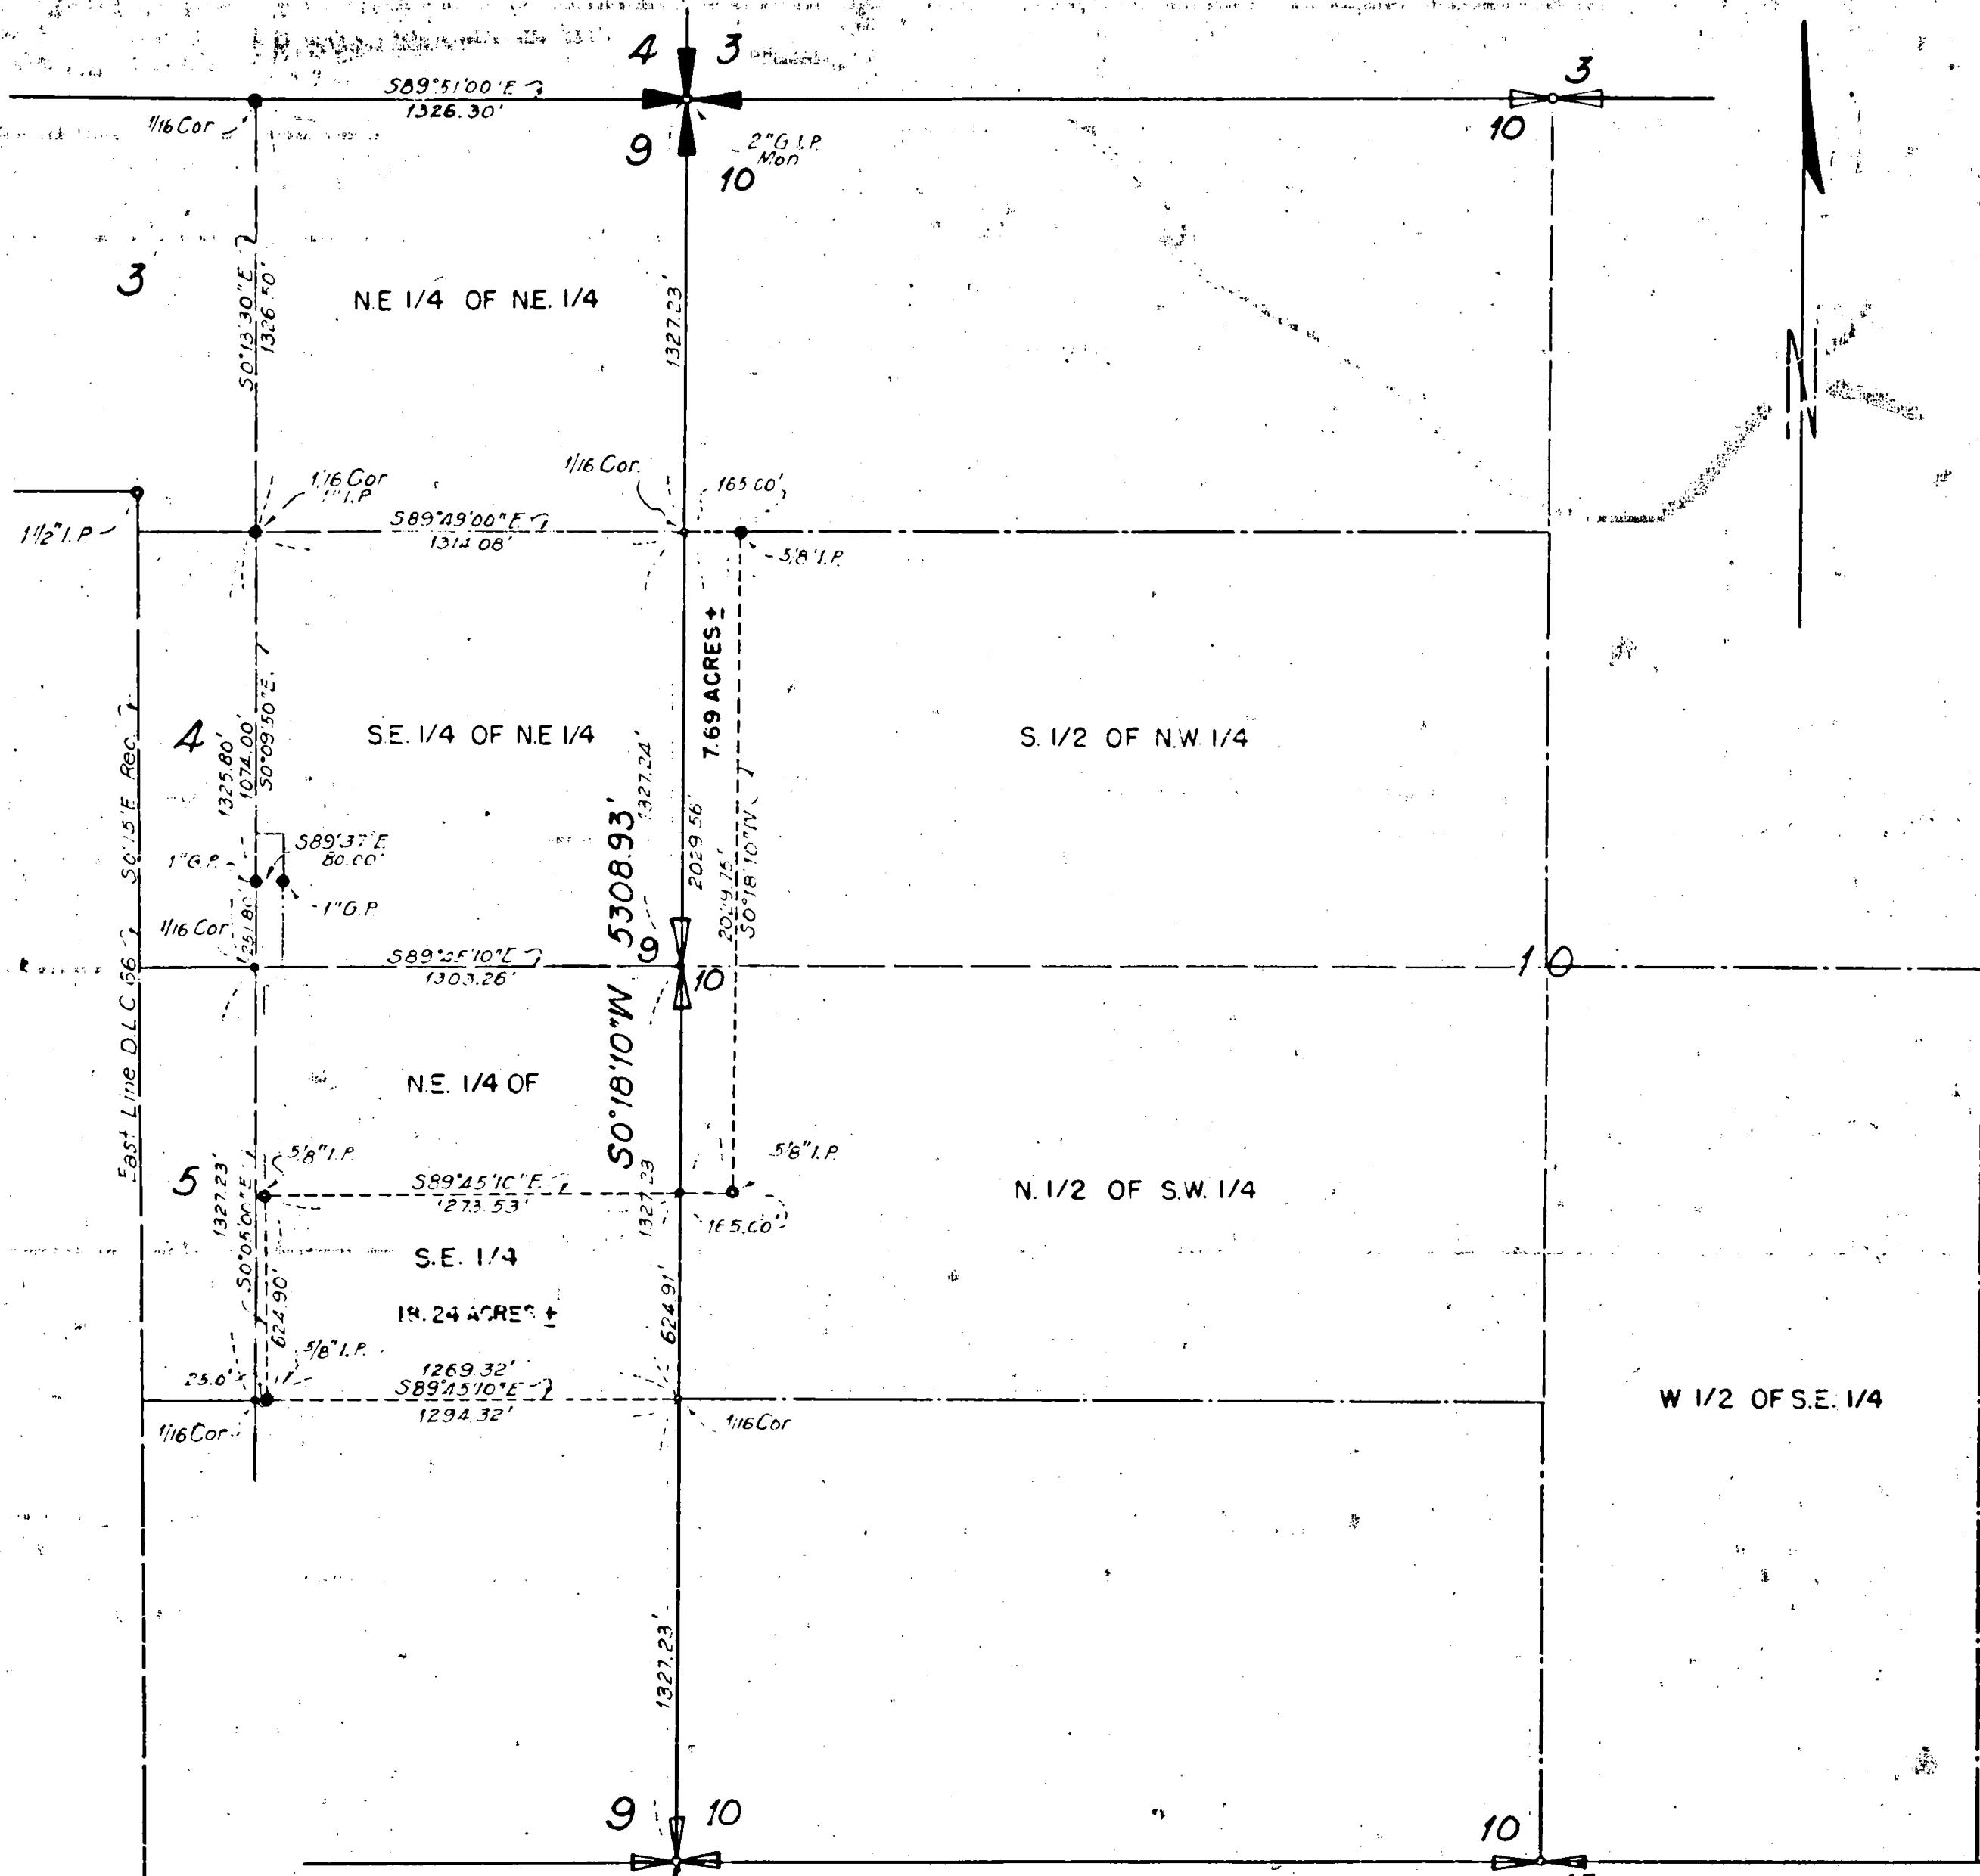 4 3
3
S89°51'00"E
1326.30'
1/16 Cor
9
10
2" G I.P.
Mon
10
3
S0°13'30"E
1326.50'
N.E 1/4 OF N.E. 1/4
1327.23'
1/16 Cor
1" I.P.
1/16 Cor.
165.00'
1 1/2" I.P.
S89°49'00"E
1314.08'
5/8" I.P.
7.69 ACRES ±
4
1325.80'
1074.00'
S0°09'50"E.
S.E. 1/4 OF N.E 1/4
S. 1/2 OF N.W. 1/4
1327.24'
2029.56'
2029.75'
S0°18'10"W
S89°37'E
80.00'
1" G.P.
1" G.P.
251.80'
1/16 Cor
S0°18'10"W 5308.93'
East Line D.L.C. 66 S0°15'E Rec.
9
10
10
1303.26'
N.E. 1/4 OF
5/8" I.P.
5/8" I.P.
5
1327.23'
S0°05'00"E
S89°45'10"E
1273.53'
1327.23'
165.00'
N. 1/2 OF S.W. 1/4
S.E. 1/4
18.24 ACRES ±
624.90'
624.91'
5/8" I.P.
1269.32'
25.0'
S89°45'10"E
1294.32'
1/16 Cor
1/16 Cor
W 1/2 OF S.E. 1/4
1327.23'
9 10
10